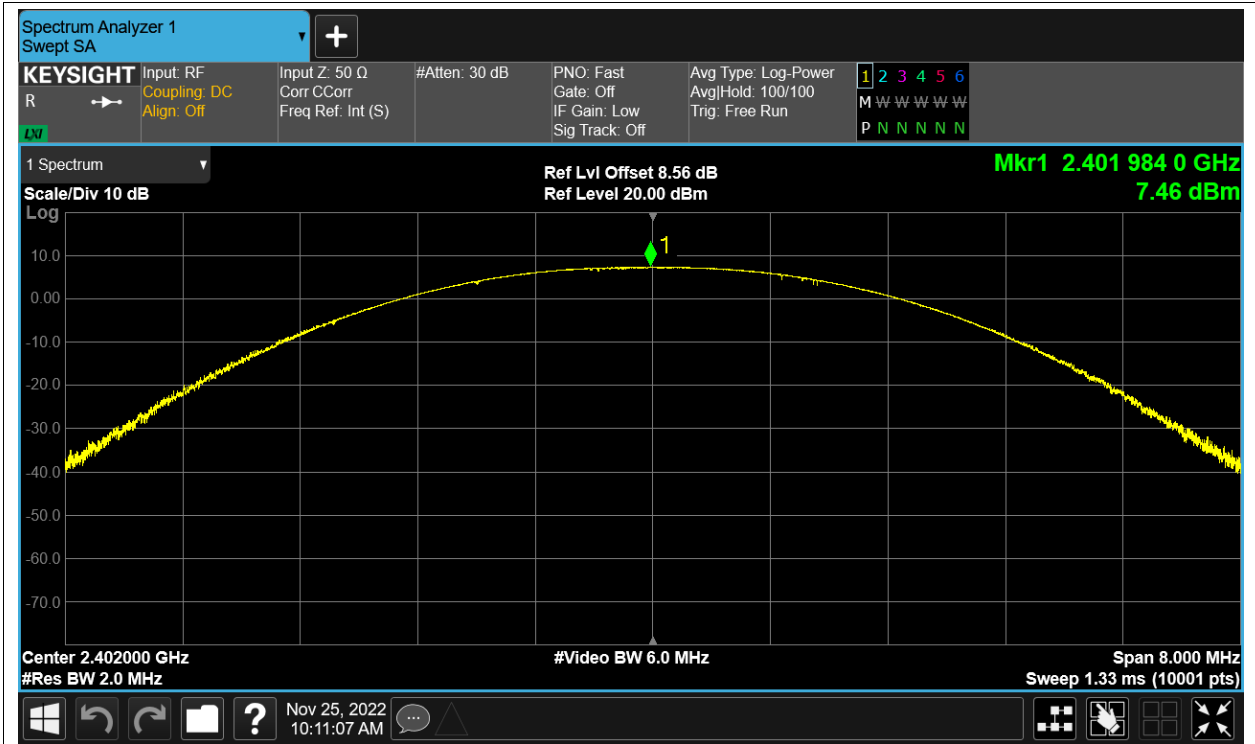 Spectrum Analyzer 1
Swept SA
KEYSIGHT
R
LXI
Input: RF
Coupling: DC
Align: Off
Input Z: 50 Ω
Corr CCorr
Freq Ref: Int (S)
#Atten: 30 dB
PNO: Fast
Gate: Off
IF Gain: Low
Sig Track: Off
Avg Type: Log-Power
Avg|Hold: 100/100
Trig: Free Run
1 2 3 4 5 6
M W W W W W
P N N N N N
1 Spectrum
Scale/Div 10 dB
Log
Ref Lvl Offset 8.56 dB
Ref Level 20.00 dBm
Mkr1 2.401 984 0 GHz
7.46 dBm
1
10.0
0.00
-10.0
-20.0
-30.0
-40.0
-50.0
-60.0
-70.0
Center 2.402000 GHz
#Video BW 6.0 MHz
Span 8.000 MHz
#Res BW 2.0 MHz
Sweep 1.33 ms (10001 pts)
?
Nov 25, 2022
10:11:07 AM